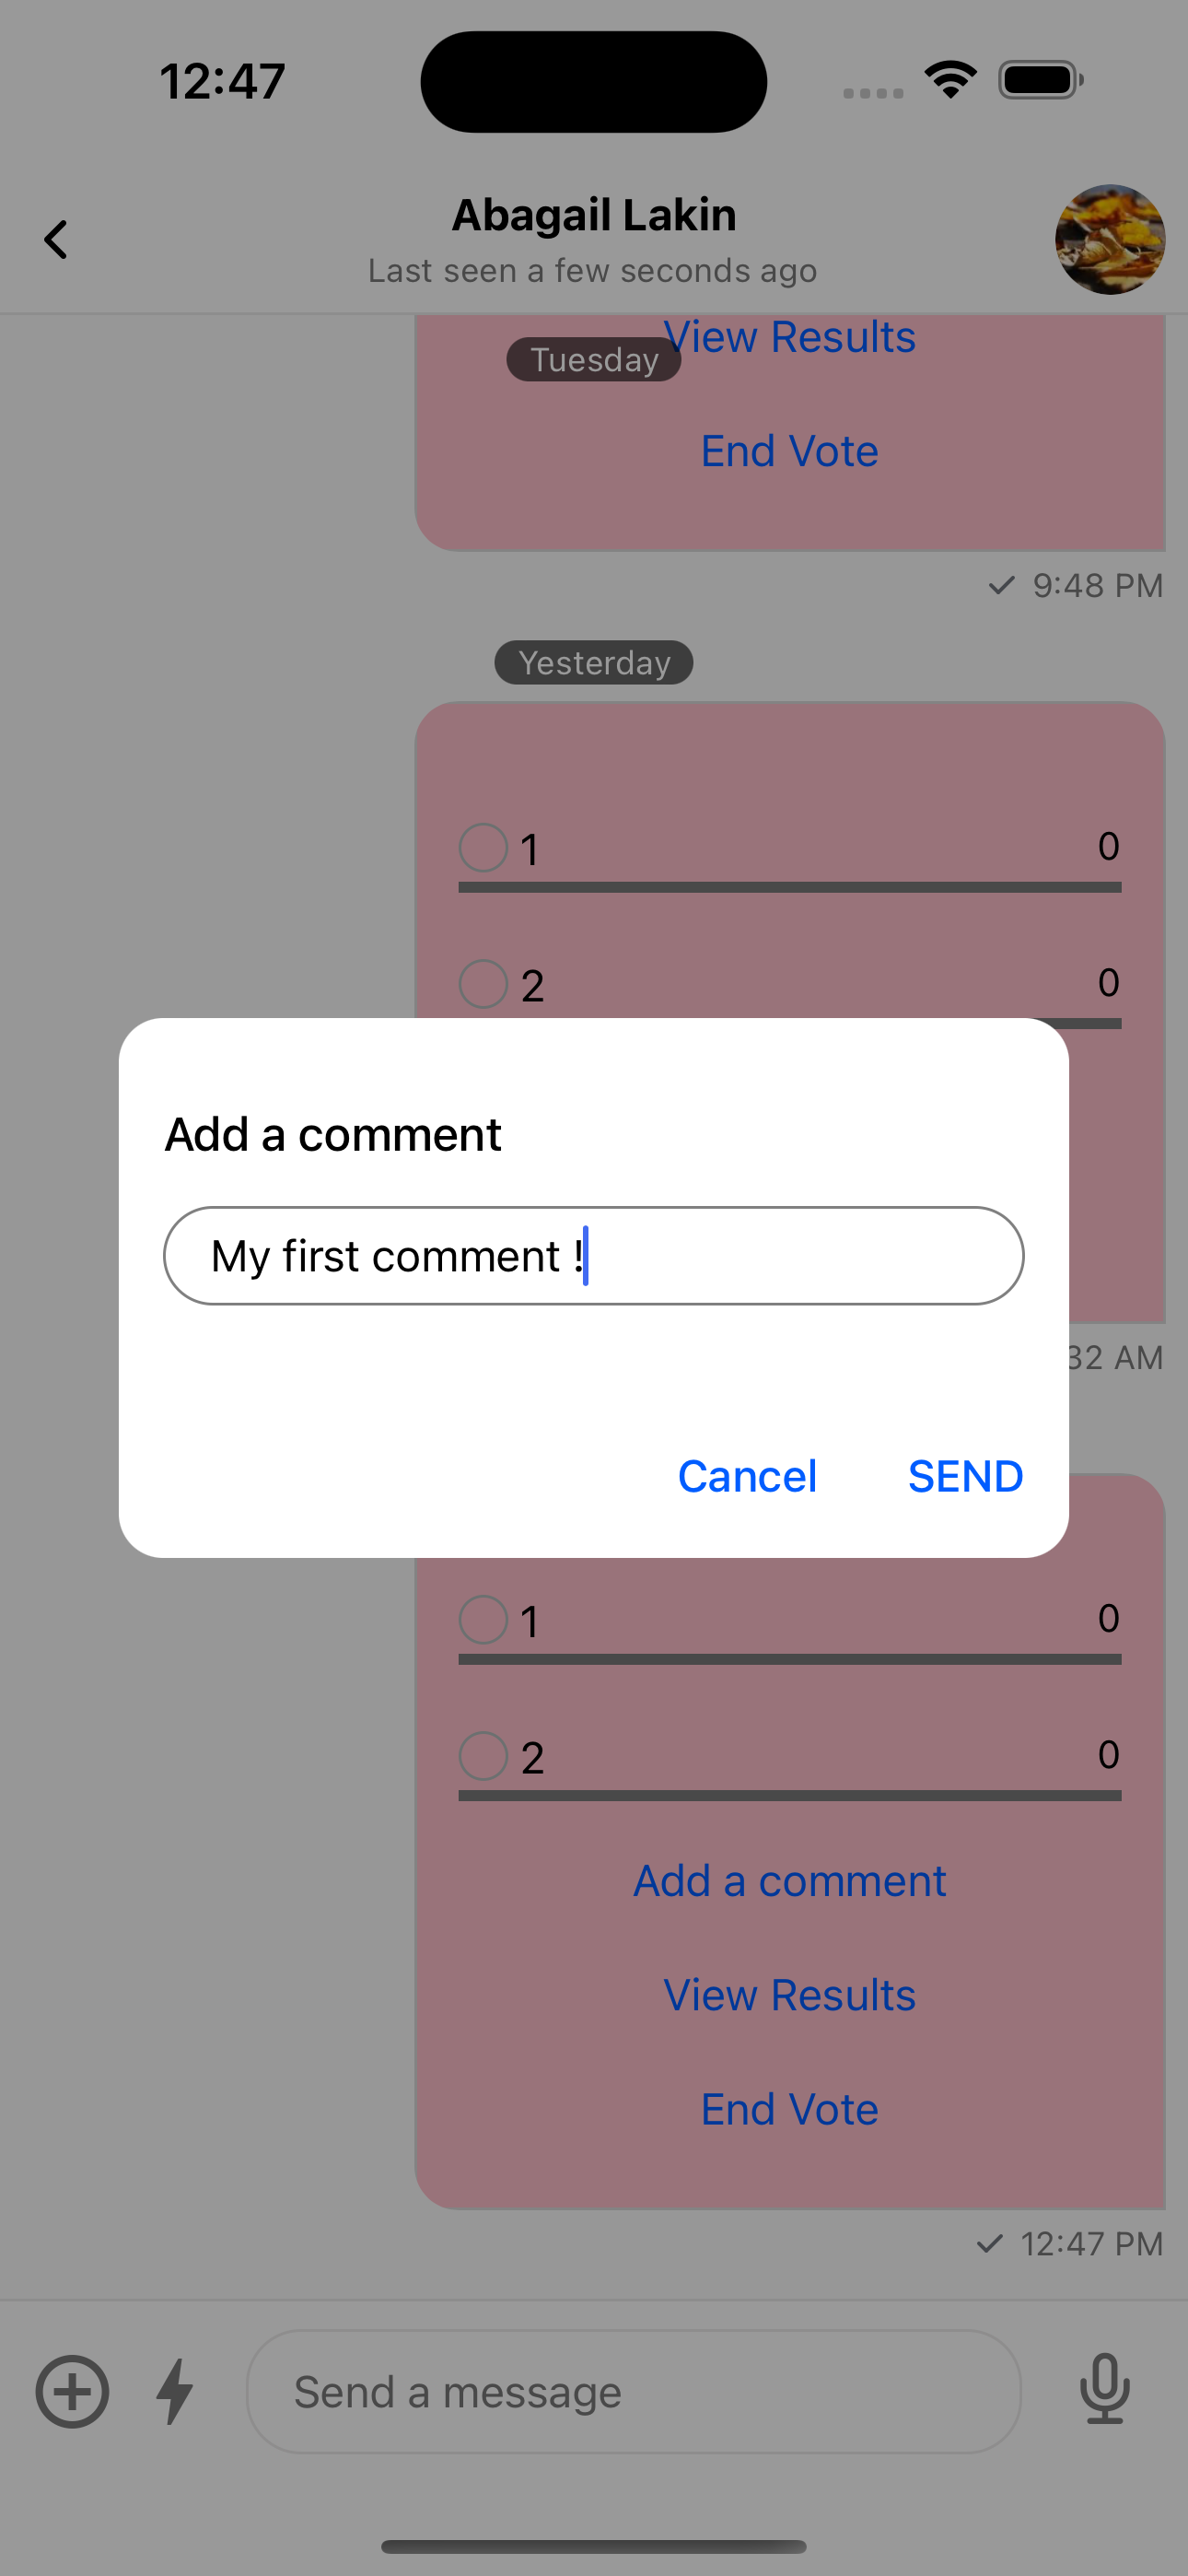 12:47
Abagail Lakin
Last seen a few seconds ago
View Results
Tuesday
End Vote
9:48 PM
Yesterday
1 0
2 0
Add a comment
My first comment !
32 AM
Cancel SEND
1 0
2 0
Add a comment
View Results
End Vote
12:47 PM
Send a message